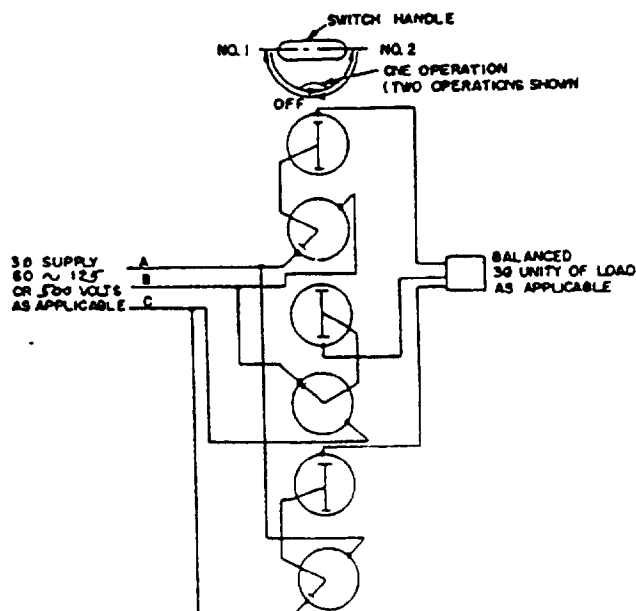 SWITCH HANDLE
NO. 1
NO. 2
ONE OPERATION
(TWO OPERATIONS SHOWN
OFF
3Ø SUPPLY
60 ~ 125
OR 500 VOLTS
AS APPLICABLE
A
B
C
BALANCED
3Ø UNITY OF LOAD
AS APPLICABLE